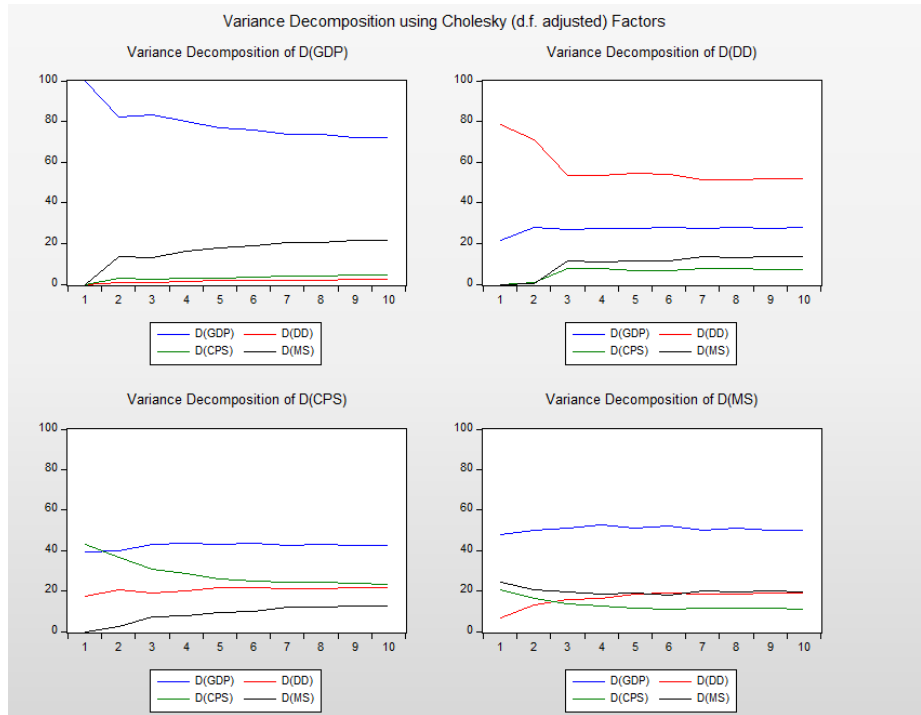 Variance Decomposition using Cholesky (d.f. adjusted) Factors
Variance Decomposition of D(GDP)
100
80
60
40
20
0
1 2 3 4 5 6 7 8 9 10
D(GDP) D(DD)
D(CPS) D(MS)
Variance Decomposition of D(DD)
100
80
60
40
20
0
1 2 3 4 5 6 7 8 9 10
D(GDP) D(DD)
D(CPS) D(MS)
Variance Decomposition of D(CPS)
100
80
60
40
20
0
1 2 3 4 5 6 7 8 9 10
D(GDP) D(DD)
D(CPS) D(MS)
Variance Decomposition of D(MS)
100
80
60
40
20
0
1 2 3 4 5 6 7 8 9 10
D(GDP) D(DD)
D(CPS) D(MS)